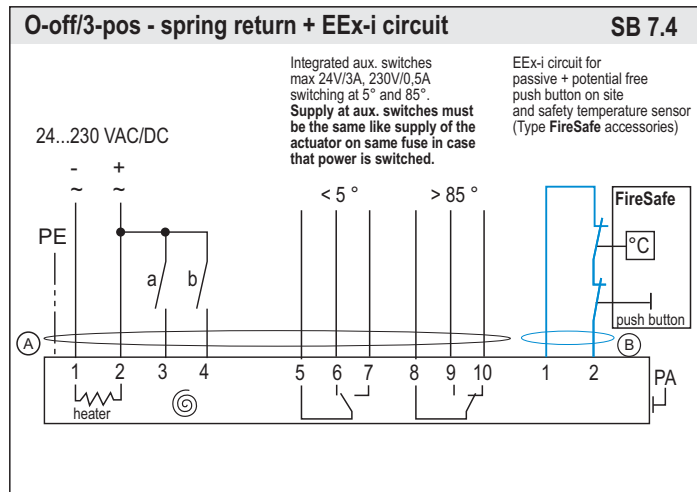 O-off/3-pos - spring return + EEx-i circuit
SB 7.4
Integrated aux. switches
max 24V/3A, 230V/0,5A
switching at 5° and 85°.
Supply at aux. switches must
be the same like supply of the
actuator on same fuse in case
that power is switched.
EEx-i circuit for
passive + potential free
push button on site
and safety temperature sensor
(Type FireSafe accessories)
24...230 VAC/DC
- +
~ ~
< 5 ° > 85 °
FireSafe
PE
°C
a b
push button
A B
1 2 3 4 5 6 7 8 9 10 1 2
PA
heater